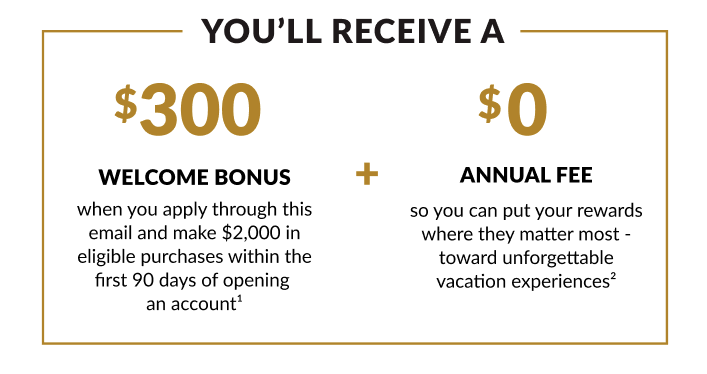 YOU’LL RECEIVE A
$300
WELCOME BONUS
when you apply through this
email and make $2,000 in
eligible purchases within the
first 90 days of opening
an account¹
+
$0
ANNUAL FEE
so you can put your rewards
where they matter most -
toward unforgettable
vacation experiences²